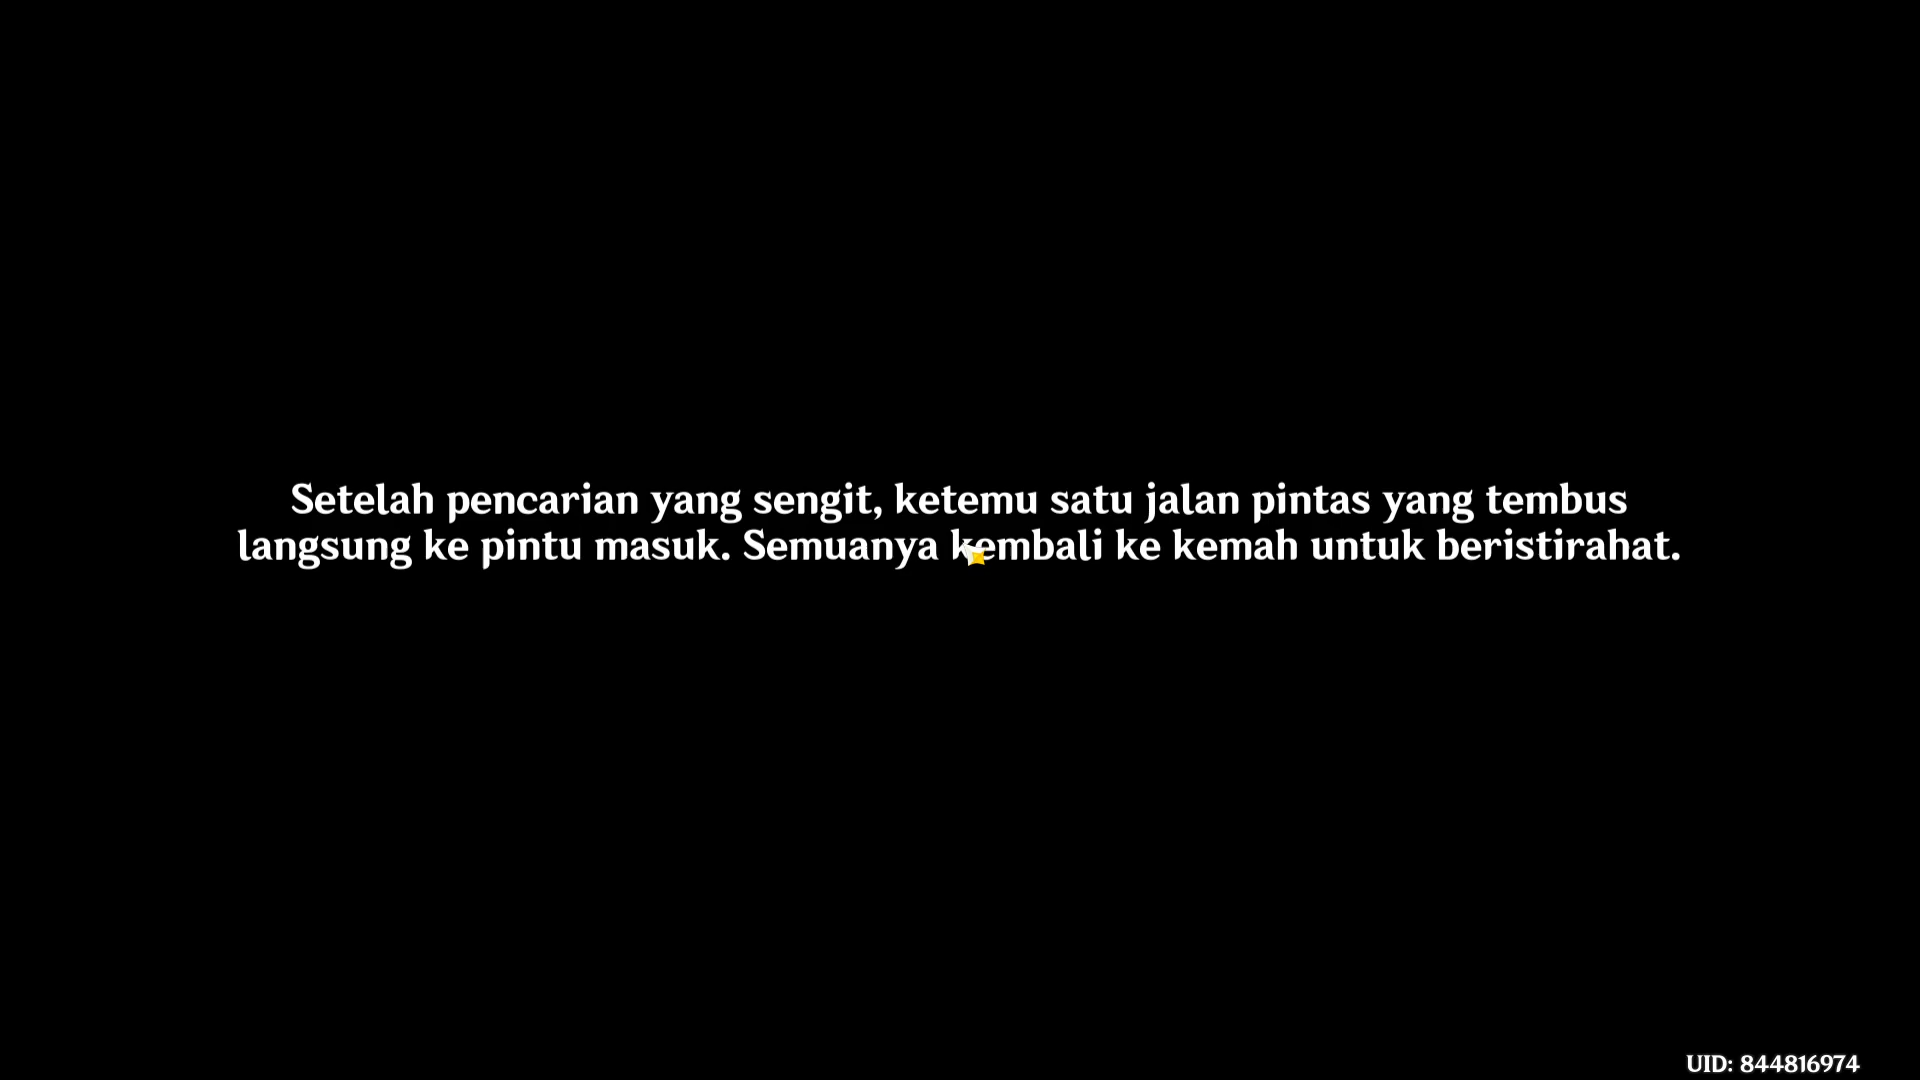 Setelah pencarian yang sengit, ketemu satu jalan pintas yang tembus
langsung ke pintu masuk. Semuanya kembali ke kemah untuk beristirahat.
UID: 844816974